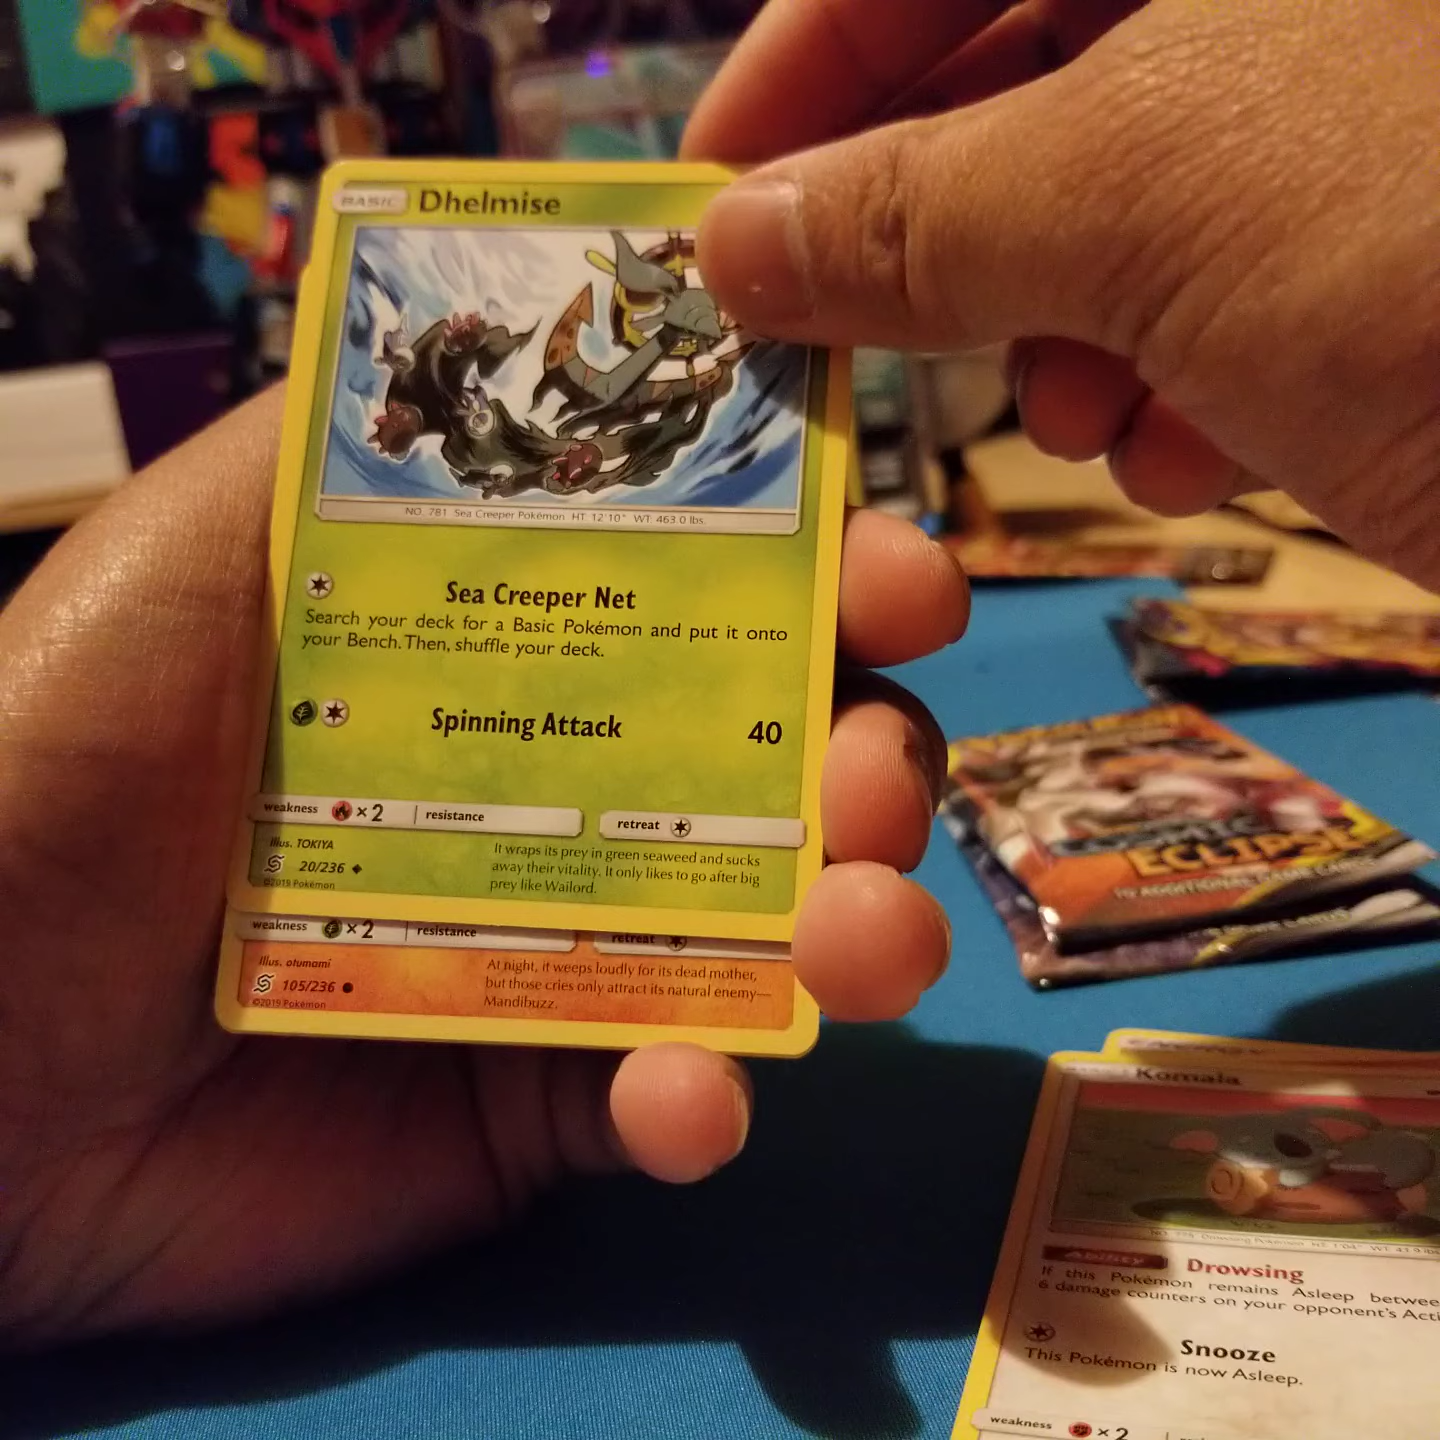 BASIC Dhelmise
NO. 781 Sea Creeper Pokémon HT 12'10" WT 463.0 lbs.
Sea Creeper Net
Search your deck for a Basic Pokémon and put it onto
your Bench. Then, shuffle your deck.
Spinning Attack 40
weakness ×2 resistance retreat
Illus. TOKIYA
20/236
©2019 Pokémon
It wraps its prey in green seaweed and sucks
away their vitality. It only likes to go after big
prey like Wailord.
weakness ×2 resistance retreat
Illus. otumami
105/236
©2019 Pokémon
At night, it weeps loudly for its dead mother,
but those cries only attract its natural enemy—
Mandibuzz.
COSMIC
ECLIPSE
10 ADDITIONAL GAME CARDS
ENERGY
Komala
Ability Drowsing
If this Pokémon remains Asleep betwee
6 damage counters on your opponent's Acti
Snooze
This Pokémon is now Asleep.
weakness ×2